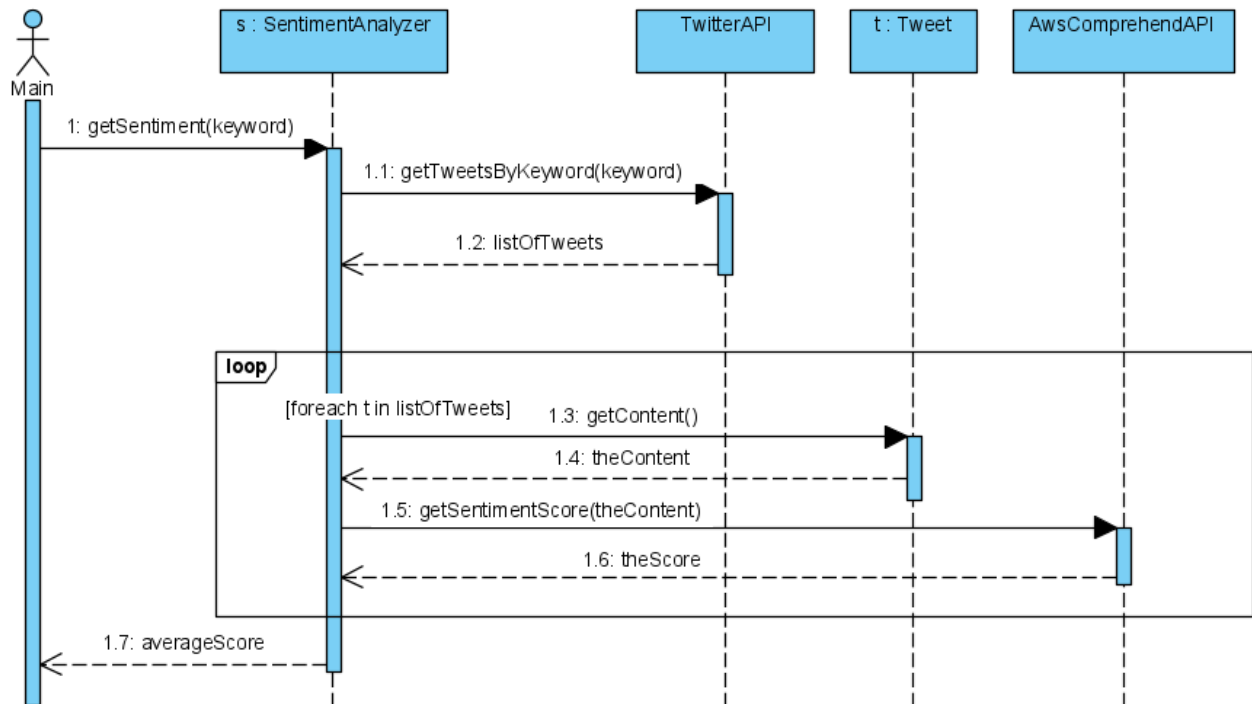 s : SentimentAnalyzer
TwitterAPI
t : Tweet
AwsComprehendAPI
Main
1: getSentiment(keyword)
1.1: getTweetsByKeyword(keyword)
1.2: listOfTweets
loop
[foreach t in listOfTweets]
1.3: getContent()
1.4: theContent
1.5: getSentimentScore(theContent)
1.6: theScore
1.7: averageScore